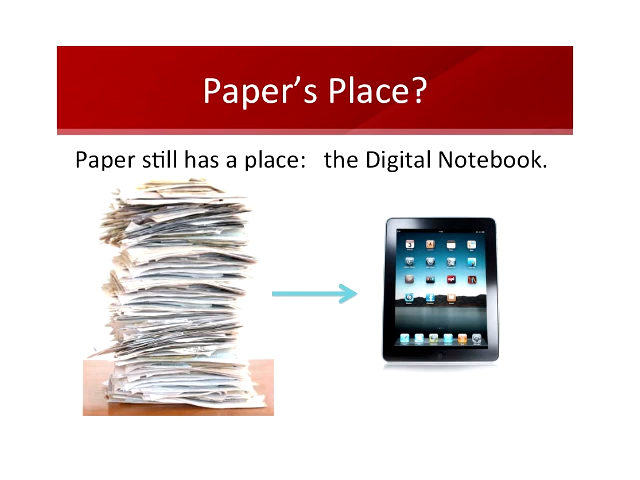 Paper’s Place?
Paper still has a place:   the Digital Notebook.